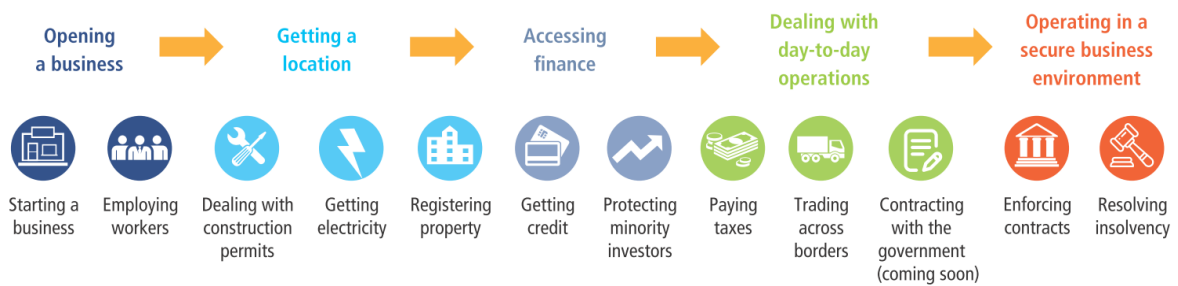 Opening
a business
Getting a
location
Accessing
finance
Dealing with
day-to-day
operations
Operating in a
secure business
environment
Starting a
business
Employing
workers
Dealing with
construction
permits
Getting
electricity
Registering
property
Getting
credit
Protecting
minority
investors
Paying
taxes
Trading
across
borders
Contracting
with the
government
(coming soon)
Enforcing
contracts
Resolving
insolvency